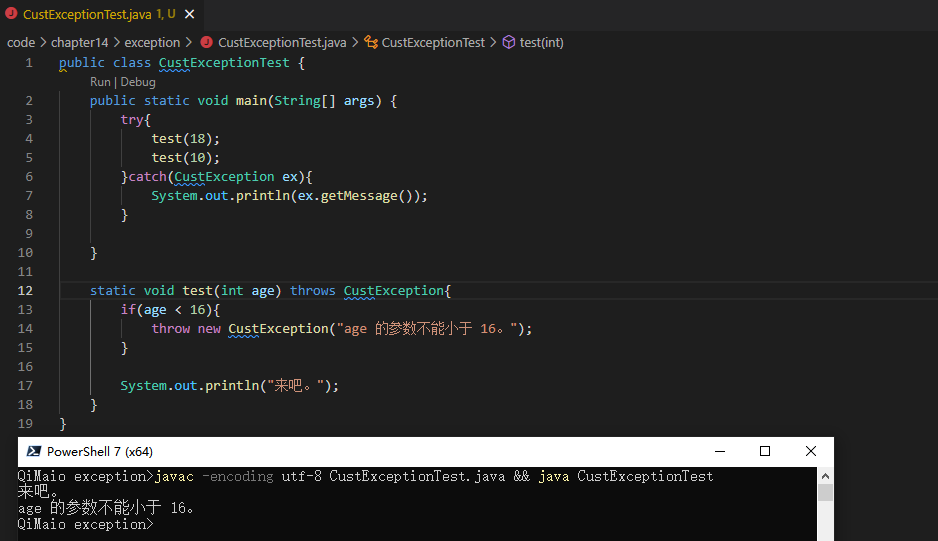 CustExceptionTest.java 1, U
code > chapter14 > exception > CustExceptionTest.java > CustExceptionTest > test(int)
1 public class CustExceptionTest {
Run | Debug
2 public static void main(String[] args) {
3 try{
4 test(18);
5 test(10);
6 }catch(CustException ex){
7 System.out.println(ex.getMessage());
8 }
9
10 }
11
12 static void test(int age) throws CustException{
13 if(age < 16){
14 throw new CustException("age 的参数不能小于 16。");
15 }
16
17 System.out.println("来吧。");
18 }
19 }
PowerShell 7 (x64)
QiMaio exception>javac -encoding utf-8 CustExceptionTest.java && java CustExceptionTest
来吧。
age 的参数不能小于 16。
QiMaio exception>